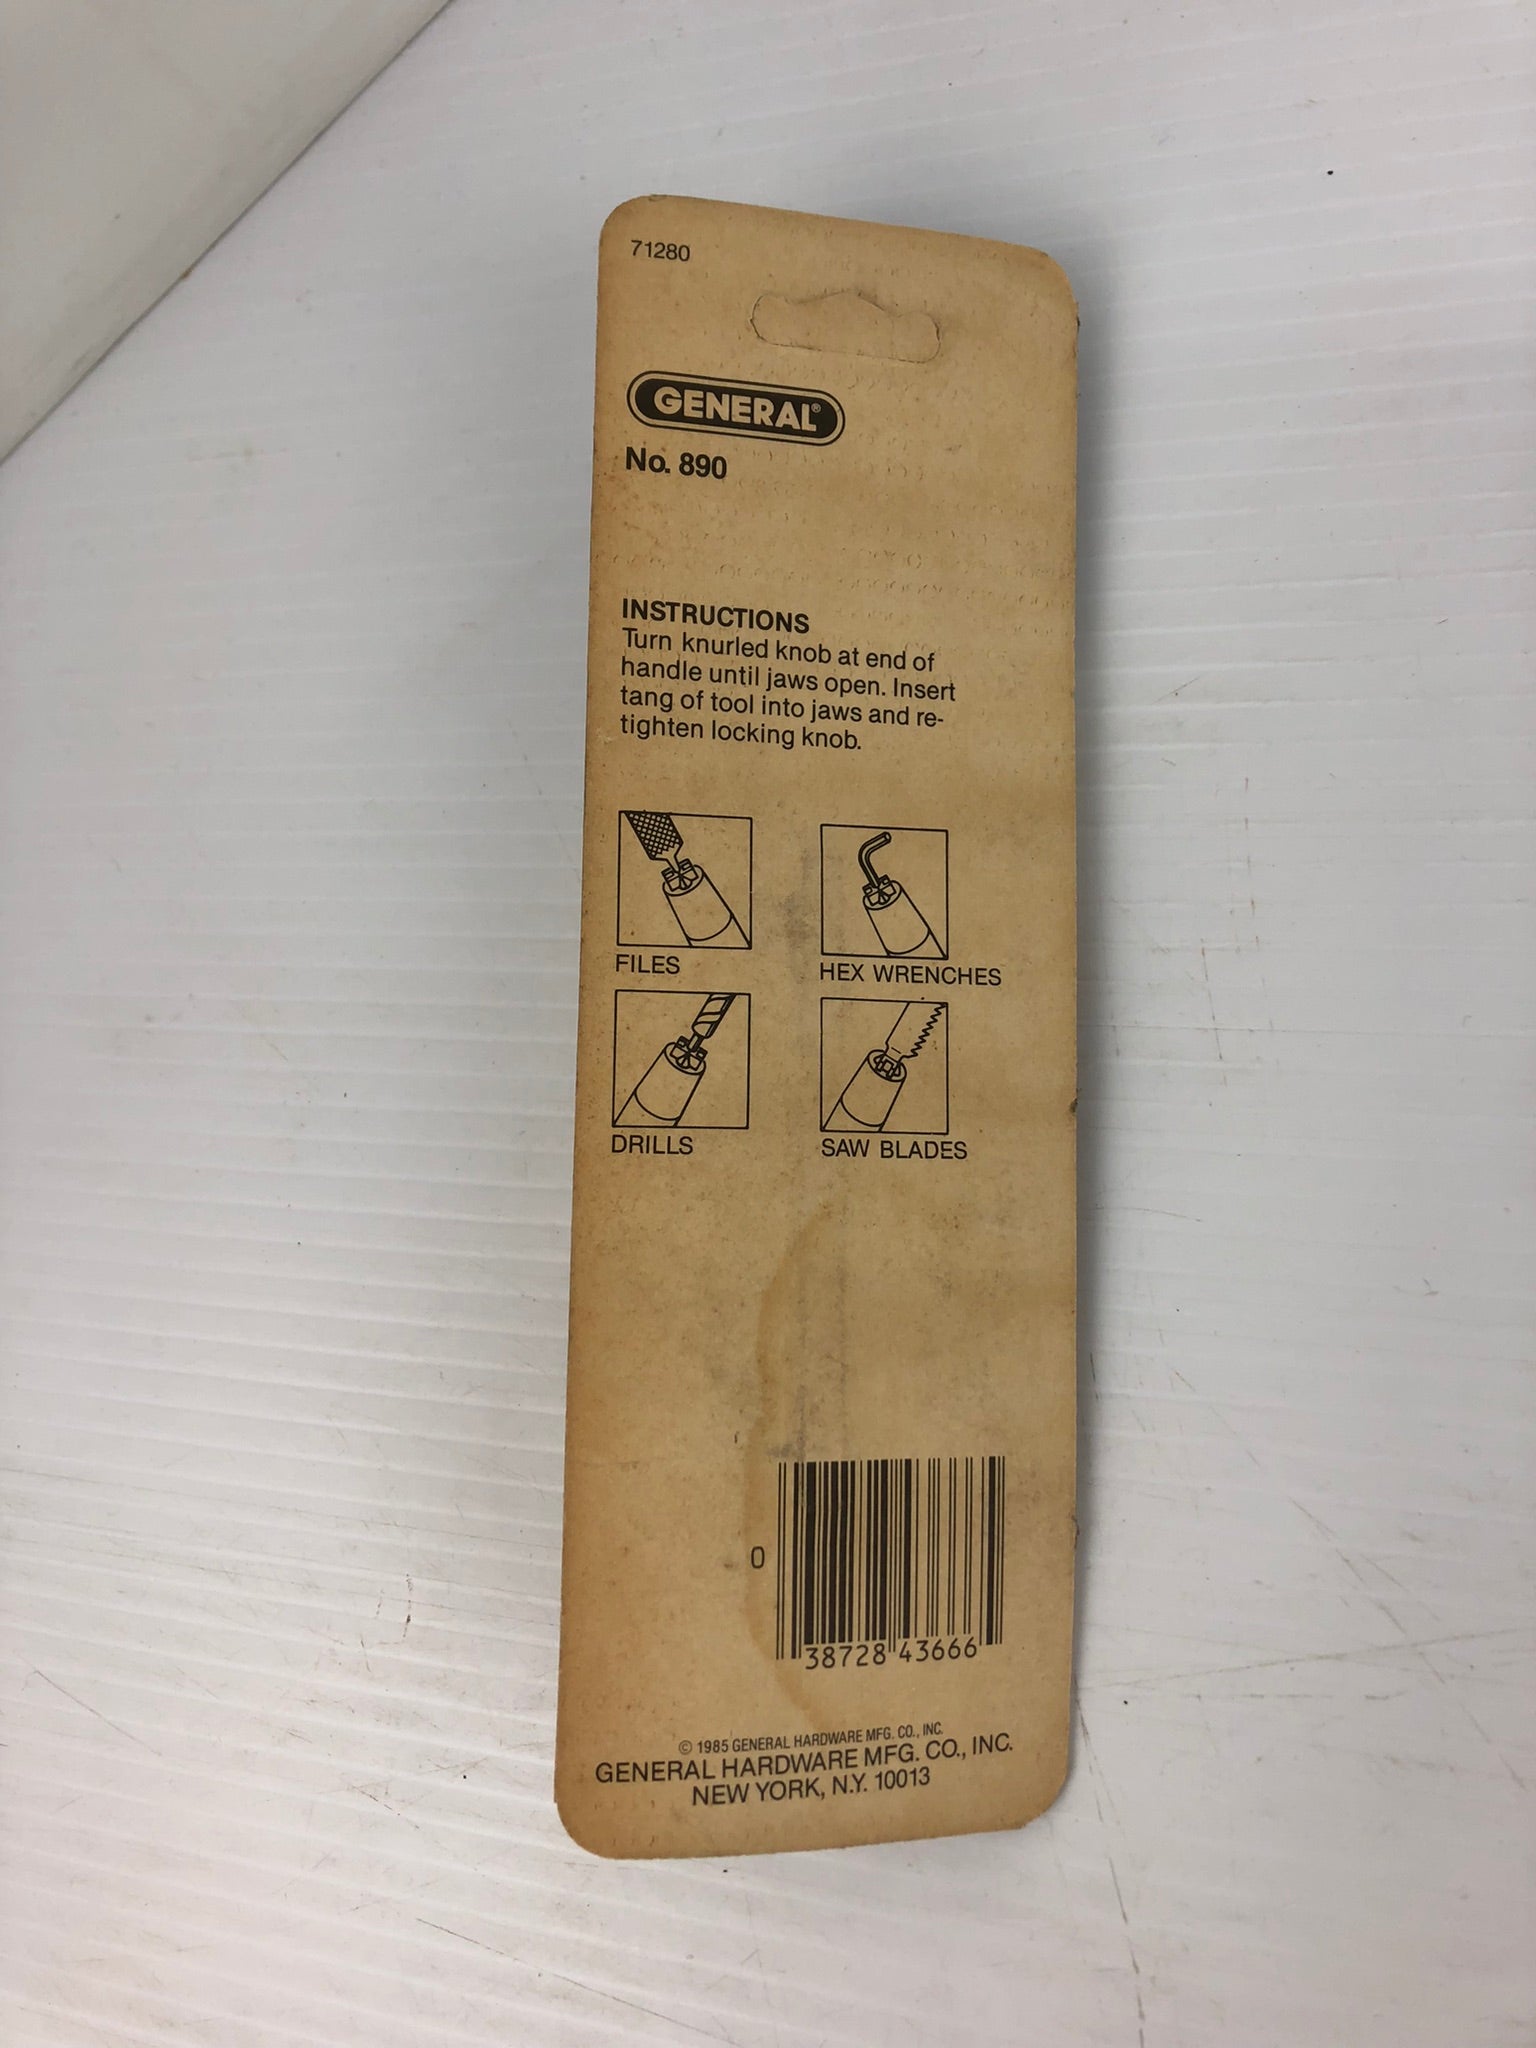 71280
GENERAL®
No. 890
INSTRUCTIONS
Turn knurled knob at end of
handle until jaws open. Insert
tang of tool into jaws and re-
tighten locking knob.
FILES
HEX WRENCHES
DRILLS
SAW BLADES
0 38728 43666
© 1985 GENERAL HARDWARE MFG. CO., INC.
GENERAL HARDWARE MFG. CO., INC.
NEW YORK, N.Y. 10013